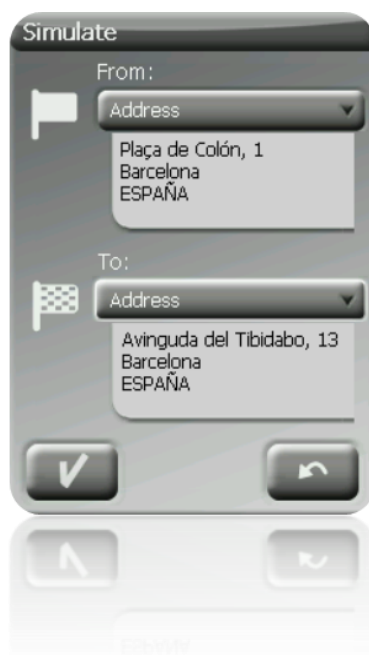 Simulate
From:
Address
Plaça de Colón, 1
Barcelona
ESPAÑA
To:
Address
Avinguda del Tibidabo, 13
Barcelona
ESPAÑA